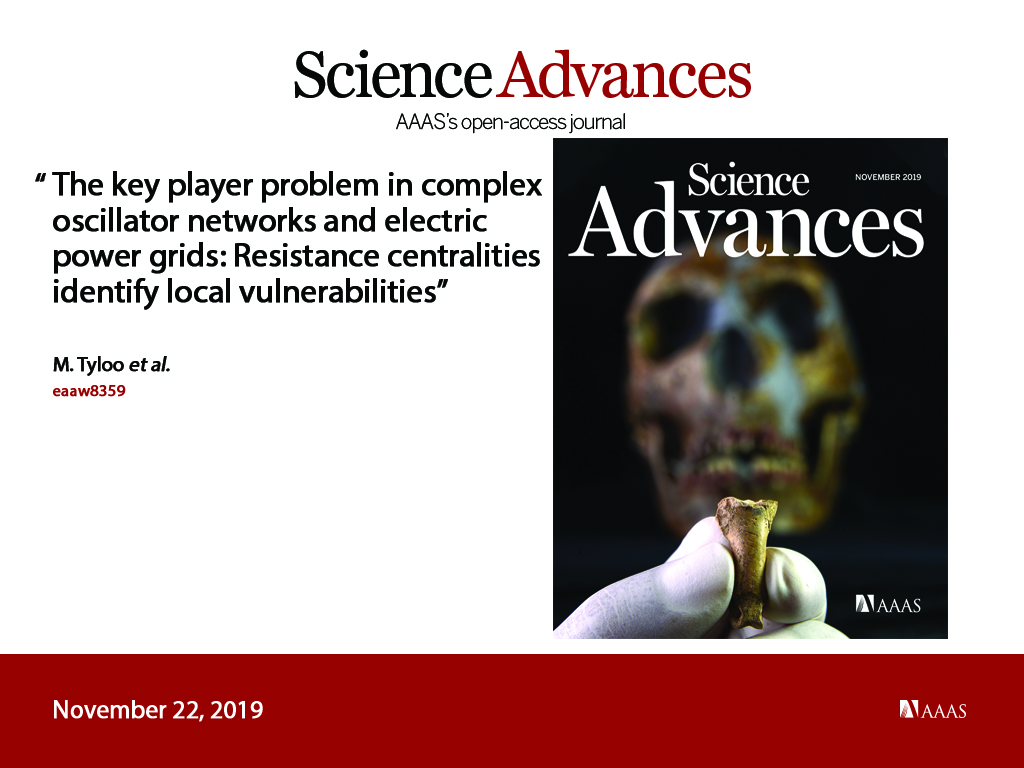 Science Advances
AAAS's open-access journal
“ The key player problem in complex
oscillator networks and electric
power grids: Resistance centralities
identify local vulnerabilities”
M. Tyloo et al.
eaaw8359
Science
NOVEMBER 2019
Advances
AAAS
November 22, 2019
AAAS